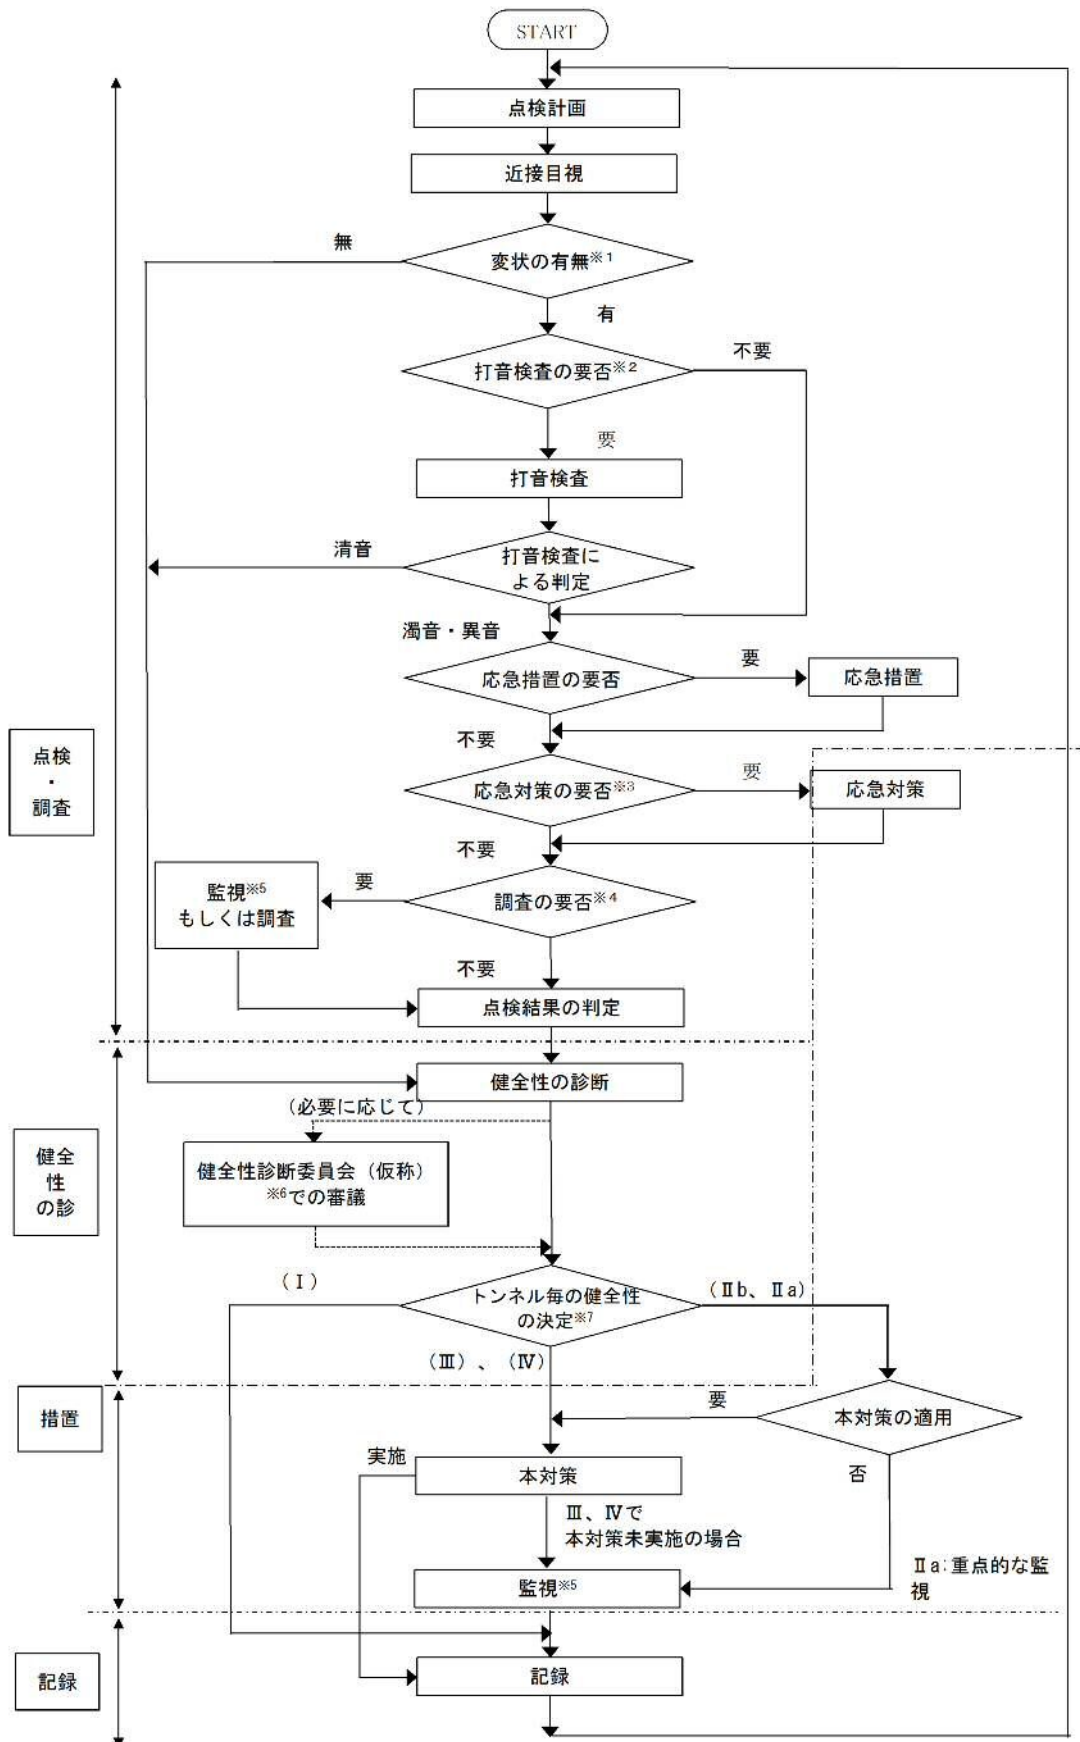 START
点検計画
近接目視
変状の有無※1
無
有
打音検査の要否※2
不要
要
打音検査
打音検査に
よる判定
清音
濁音・異音
応急措置の要否
要
応急措置
不要
点検
・
調査
応急対策の要否※3
要
応急対策
不要
調査の要否※4
要
監視※5
もしくは調査
不要
点検結果の判定
健全性の診断
(必要に応じて)
健全
性
の診
健全性診断委員会(仮称)
※6での審議
トンネル毎の健全性
の決定※7
(Ⅰ)
(Ⅱb、Ⅱa)
(Ⅲ)、(Ⅳ)
措置
要
本対策の適用
否
実施
本対策
Ⅲ、Ⅳで
本対策未実施の場合
監視※5
Ⅱa:重点的な監
視
記録
記録